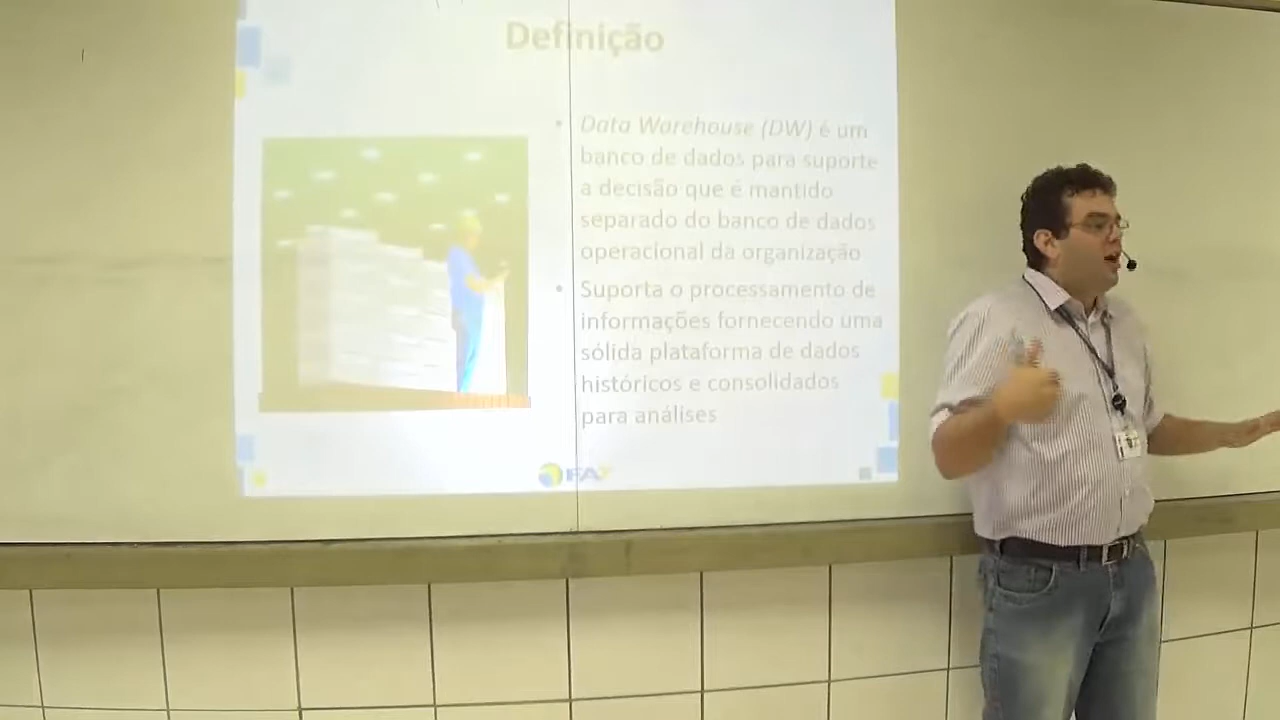 Definição
• Data Warehouse (DW) é um
banco de dados para suporte
a decisão que é mantido
separado do banco de dados
operacional da organização
• Suporta o processamento de
informações fornecendo uma
sólida plataforma de dados
históricos e consolidados
para análises
FA7